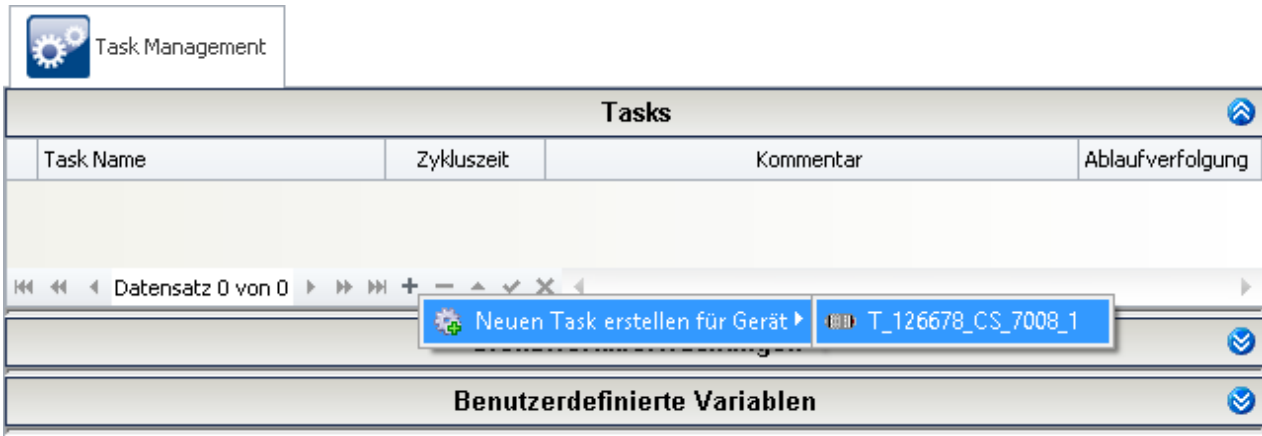 Task Management
Tasks
Task Name Zykluszeit Kommentar Ablaufverfolgung
Datensatz 0 von 0
Neuen Task erstellen für Gerät T_126678_CS_7008_1
Benutzerdefinierte Variablen